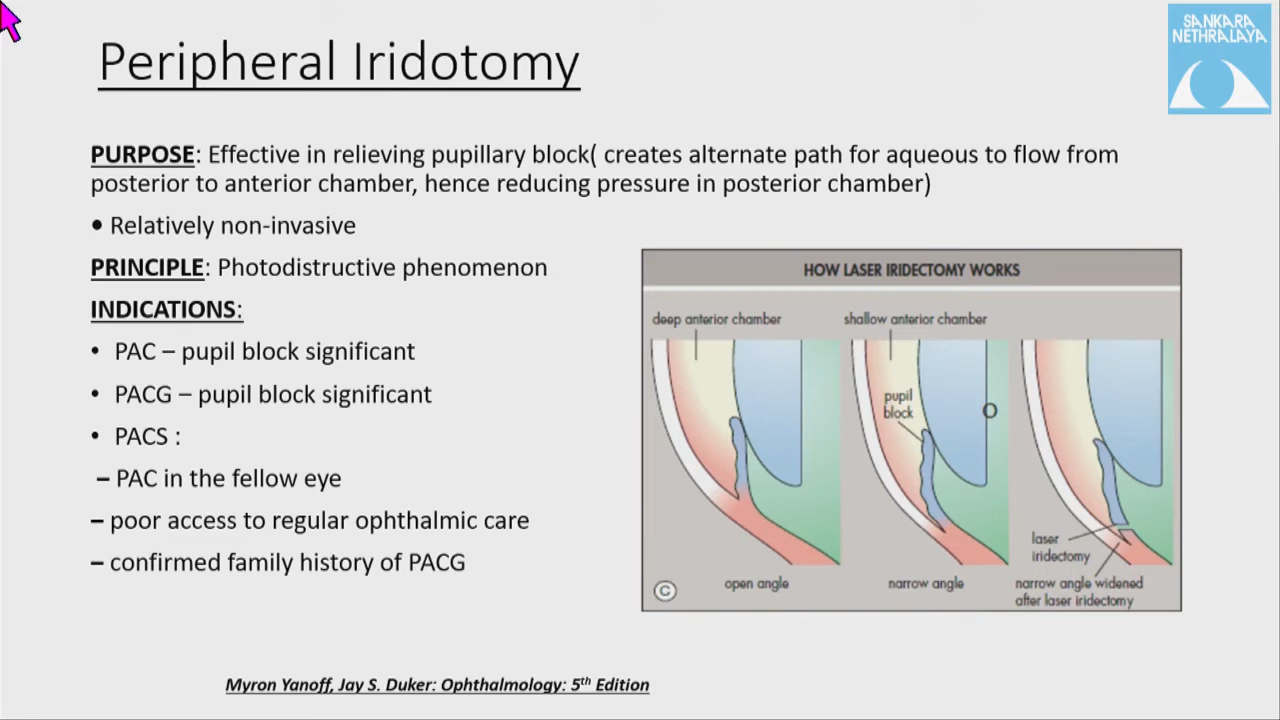 Peripheral Iridotomy
SANKARA
NETHRALAYA
PURPOSE: Effective in relieving pupillary block( creates alternate path for aqueous to flow from
posterior to anterior chamber, hence reducing pressure in posterior chamber)
• Relatively non-invasive
PRINCIPLE: Photodistructive phenomenon
INDICATIONS:
• PAC – pupil block significant
• PACG – pupil block significant
• PACS :
– PAC in the fellow eye
– poor access to regular ophthalmic care
– confirmed family history of PACG
HOW LASER IRIDECTOMY WORKS
deep anterior chamber
shallow anterior chamber
pupil
block
O
laser
iridectomy
open angle
narrow angle
narrow angle widened
after laser iridectomy
C
Myron Yanoff, Jay S. Duker: Ophthalmology: 5th Edition